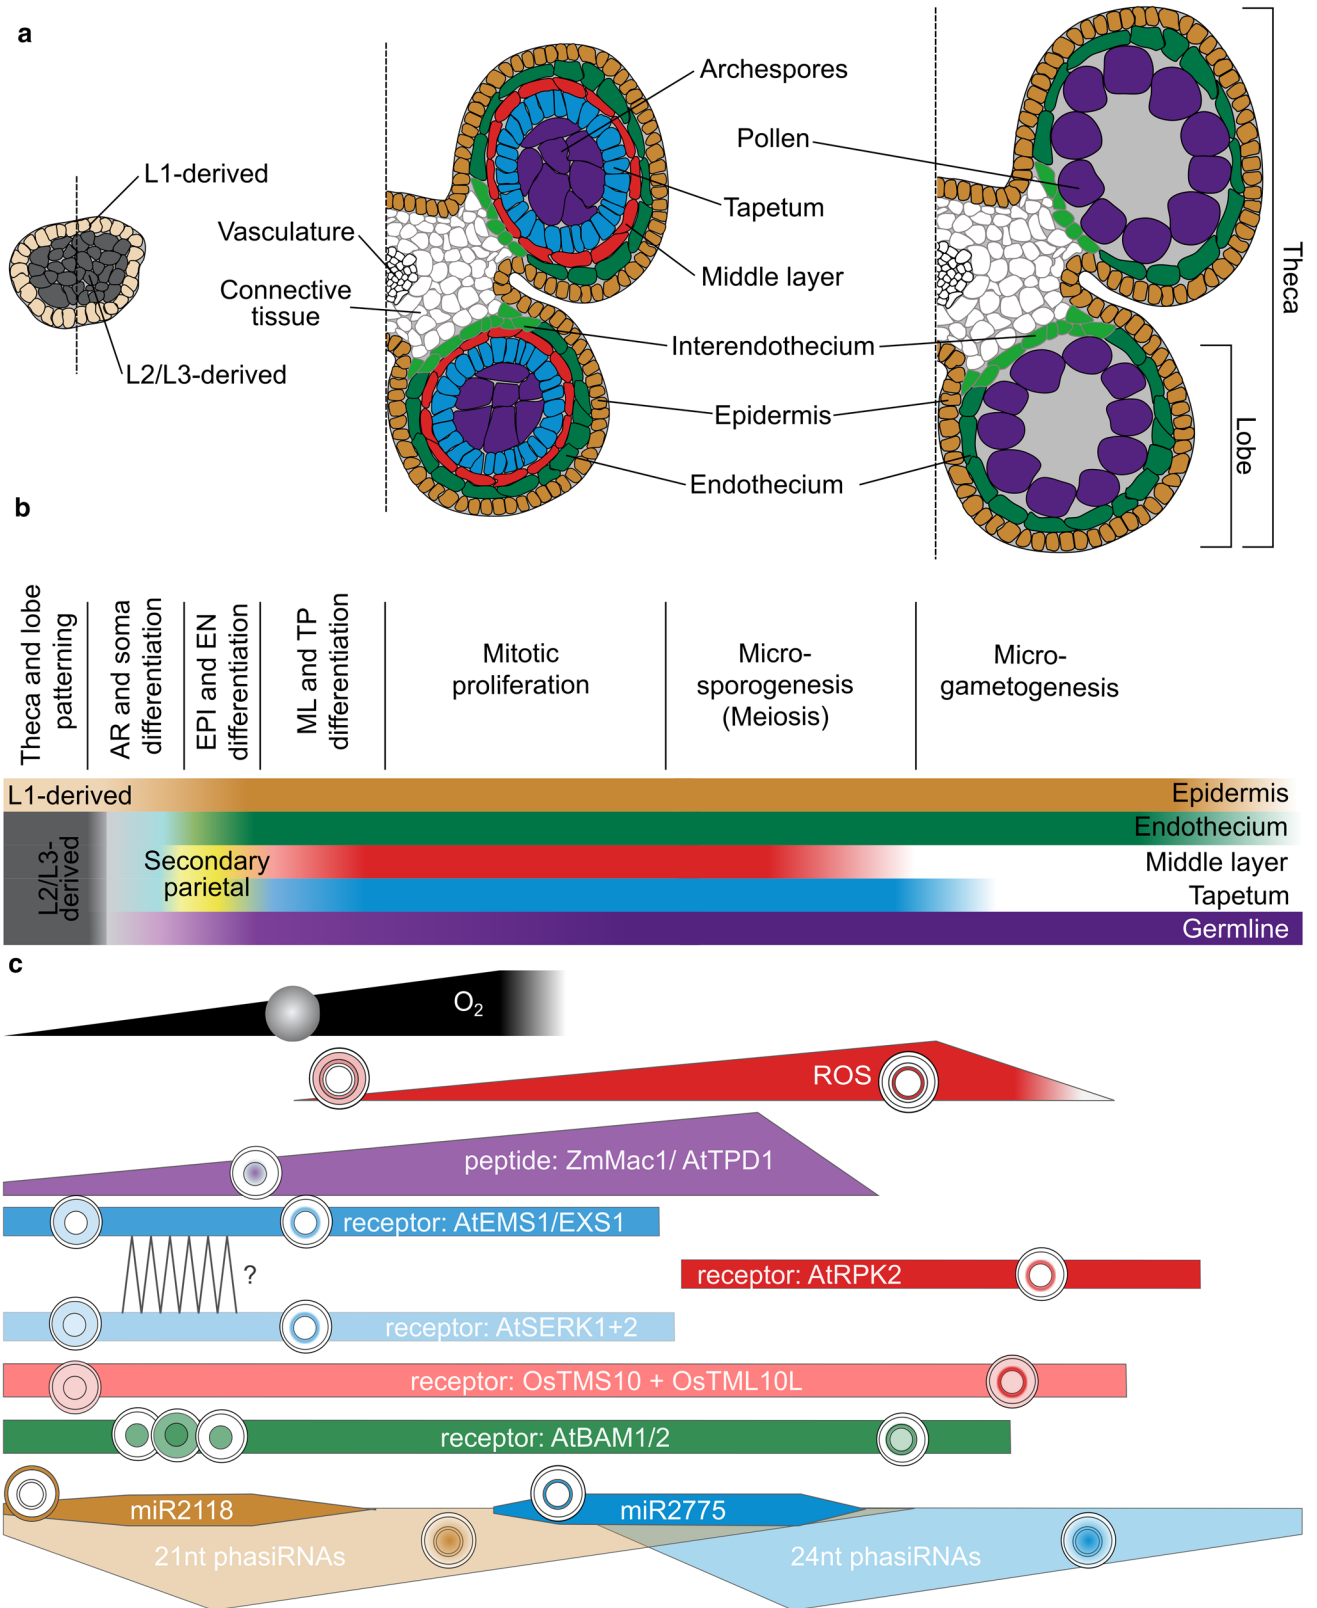 a
L1-derived
Vasculature
Connective
tissue
L2/L3-derived
Archespores
Pollen
Tapetum
Middle layer
Interendothecium
Epidermis
Endothecium
Theca
Lobe
b
Theca and lobe
patterning
AR and soma
differentiation
EPI and EN
differentiation
ML and TP
differentiation
Mitotic
proliferation
Micro-
sporogenesis
(Meiosis)
Micro-
gametogenesis
L1-derived
Epidermis
Endothecium
L2/L3-
derived
Secondary
parietal
Middle layer
Tapetum
Germline
c
O2
ROS
peptide: ZmMac1/ AtTPD1
receptor: AtEMS1/EXS1
?
receptor: AtRPK2
receptor: AtSERK1+2
receptor: OsTMS10 + OsTML10L
receptor: AtBAM1/2
miR2118
miR2775
21nt phasiRNAs
24nt phasiRNAs